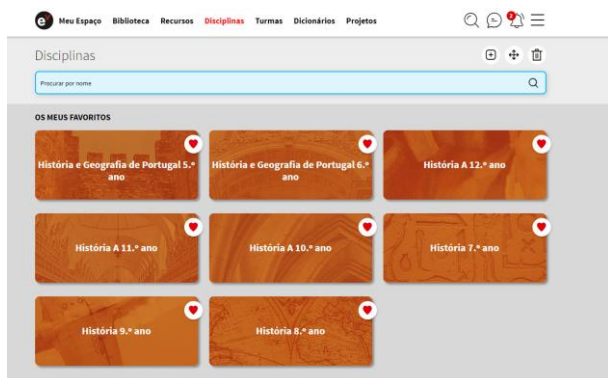 Meu Espaço Biblioteca Recursos Disciplinas Turmas Dicionários Projetos
2
Disciplinas
Procurar por nome
OS MEUS FAVORITOS
História e Geografia de Portugal 5.º
ano
História e Geografia de Portugal 6.º
ano
História A 12.º ano
História A 11.º ano
História A 10.º ano
História 7.º ano
História 9.º ano
História 8.º ano